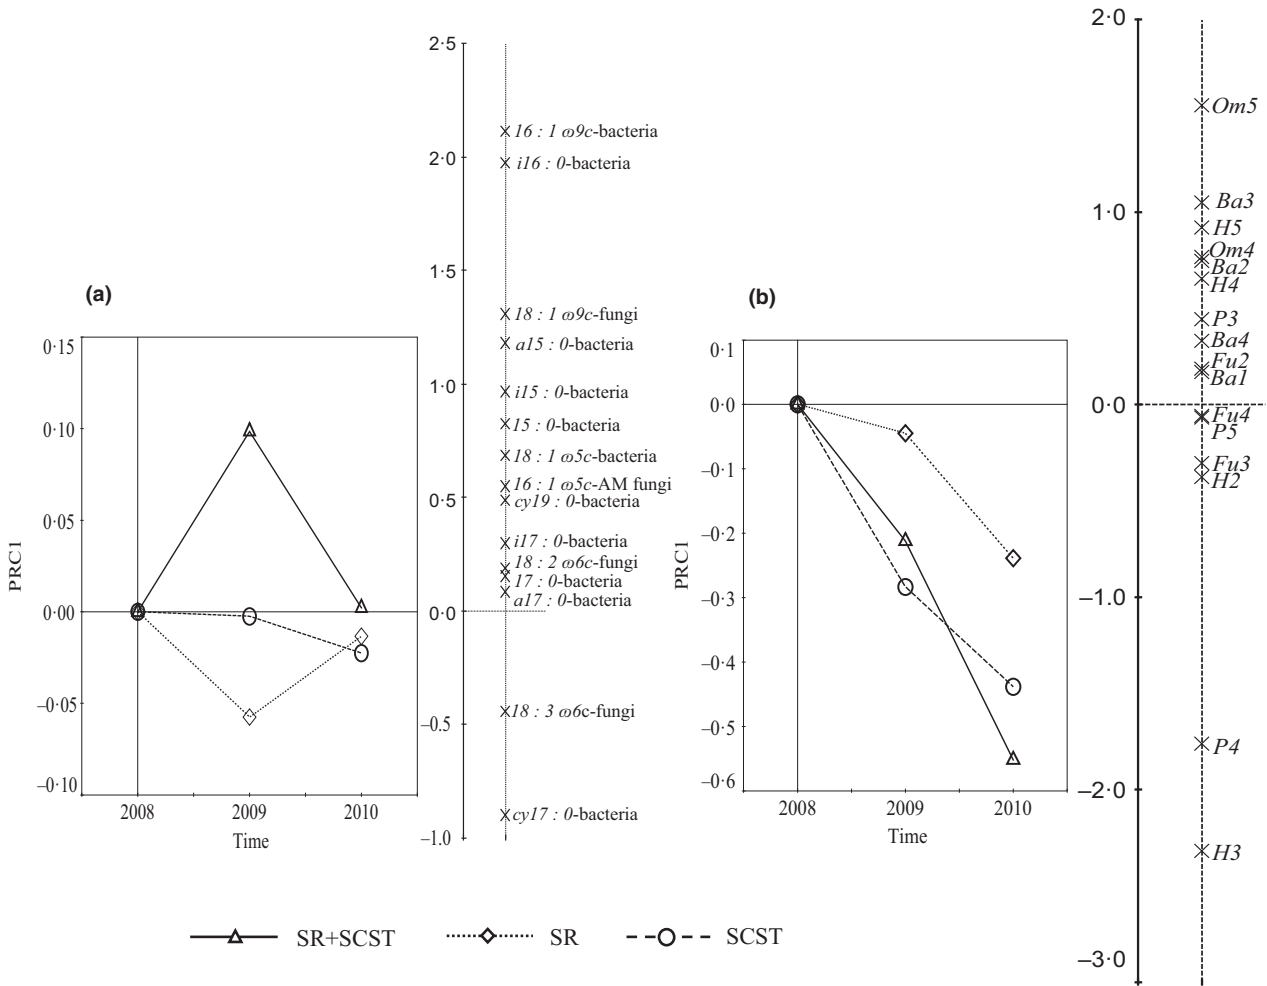 (a)
0·15
0·10
0·05
0·00
–0·05
–0·10
PRC1
2008 2009 2010
Time
2·5
2·0
1·5
1·0
0·5
0·0
–0·5
–1.0
16 : 1 ω9c-bacteria
i16 : 0-bacteria
18 : 1 ω9c-fungi
a15 : 0-bacteria
i15 : 0-bacteria
15 : 0-bacteria
18 : 1 ω5c-bacteria
16 : 1 ω5c-AM fungi
cy19 : 0-bacteria
i17 : 0-bacteria
18 : 2 ω6c-fungi
17 : 0-bacteria
a17 : 0-bacteria
18 : 3 ω6c-fungi
cy17 : 0-bacteria
(b)
0·1
0·0
–0·1
–0·2
–0·3
–0·4
–0·5
–0·6
PRC1
2008 2009 2010
Time
2·0
1·0
0·0
–1.0
–2·0
–3·0
Om5
Ba3
H5
Om4
Ba2
H4
P3
Ba4
Fu2
Ba1
Fu4
P5
Fu3
H2
P4
H3
SR+SCST SR SCST